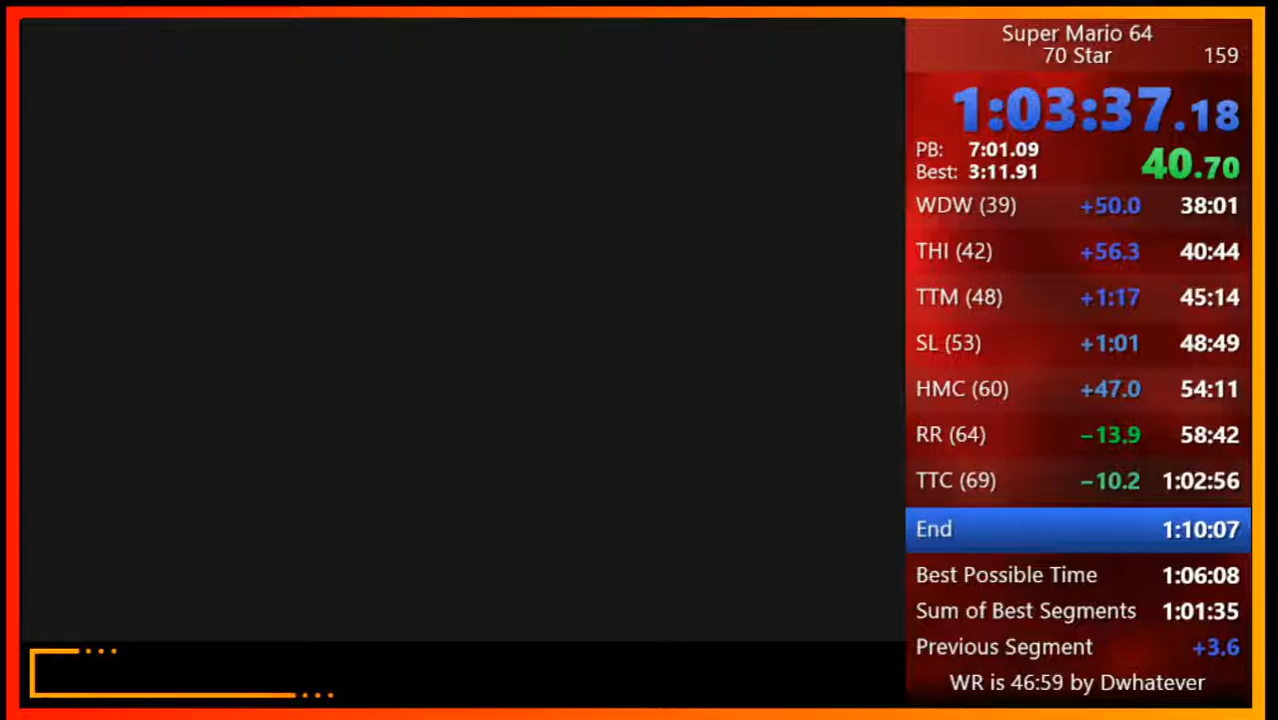 Super Mario 64
70 Star 159
1:03:37.18
PB: 7:01.09
Best: 3:11.91
40.70
WDW (39) +50.0 38:01
THI (42) +56.3 40:44
TTM (48) +1:17 45:14
SL (53) +1:01 48:49
HMC (60) +47.0 54:11
RR (64) −13.9 58:42
TTC (69) −10.2 1:02:56
End 1:10:07
Best Possible Time 1:06:08
Sum of Best Segments 1:01:35
Previous Segment +3.6
WR is 46:59 by Dwhatever